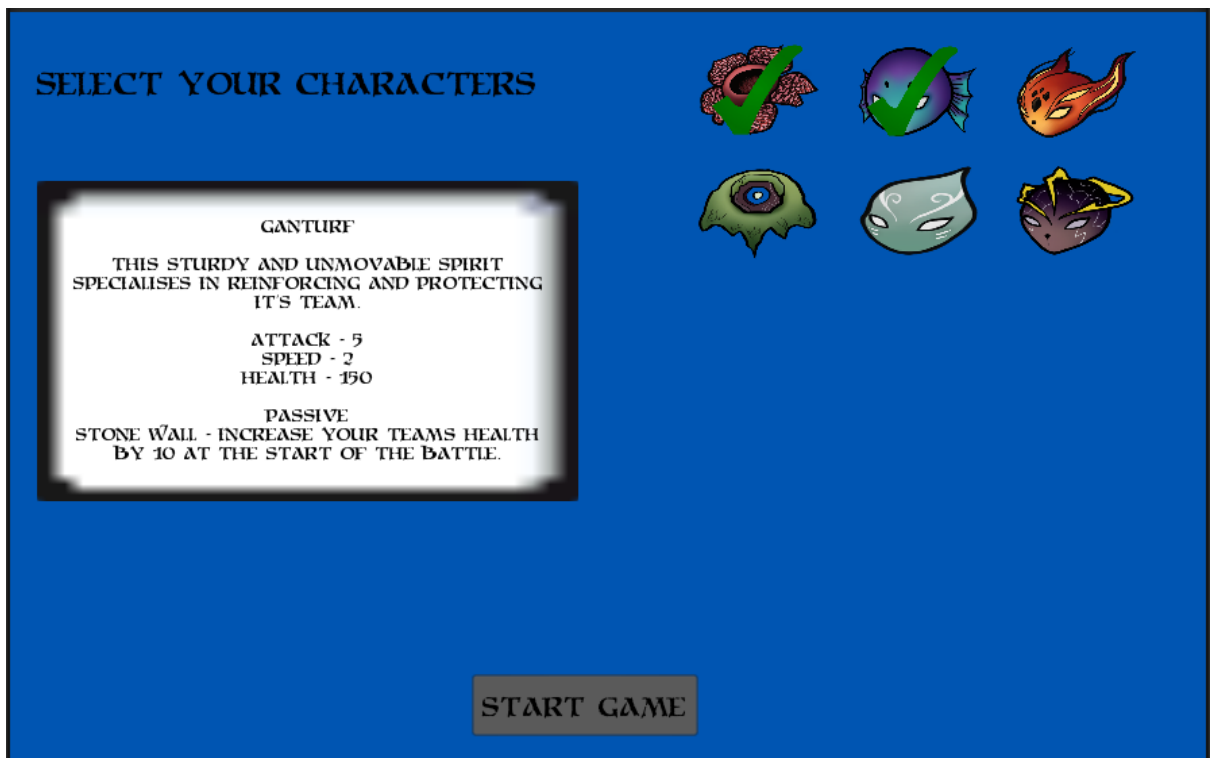 SELECT YOUR CHARACTERS
GANTURF
THIS STURDY AND UNMOVABLE SPIRIT
SPECIALISES IN REINFORCING AND PROTECTING
IT'S TEAM.
ATTACK - 5
SPEED - 2
HEALTH - 150
PASSIVE
STONE WALL - INCREASE YOUR TEAMS HEALTH
BY 10 AT THE START OF THE BATTLE.
START GAME